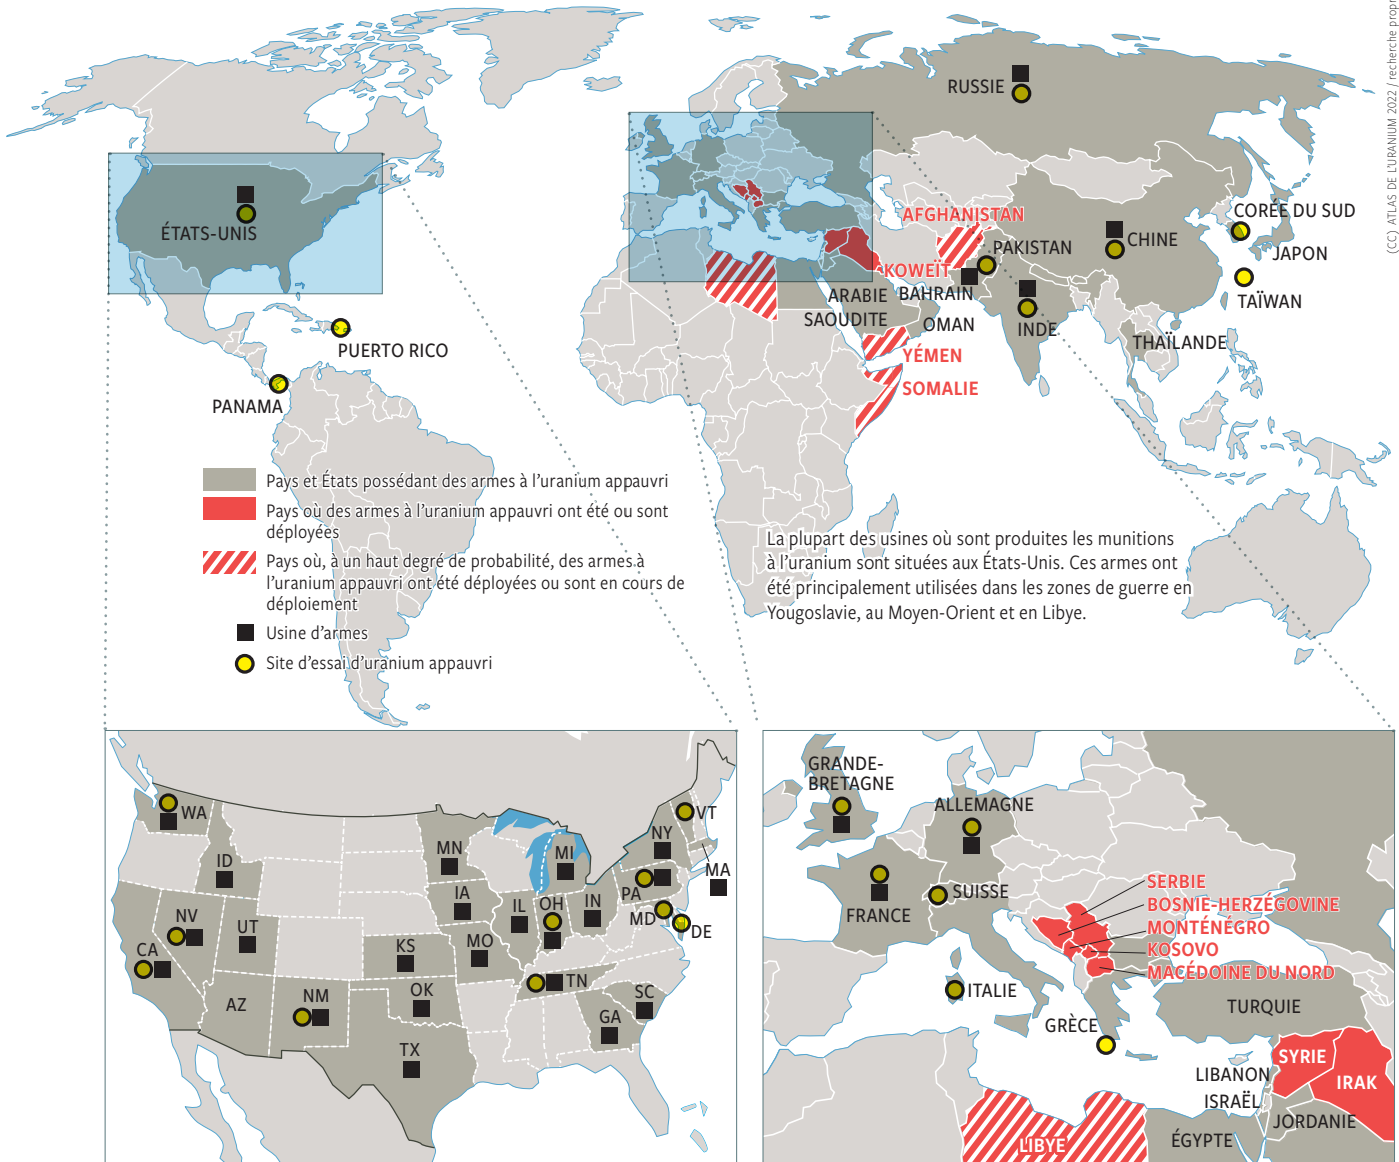 (CC) ATLAS DE L'URANIUM 2022 / recherche propre
RUSSIE
ÉTATS-UNIS
AFGHANISTAN
CORÉE DU SUD
PAKISTAN
CHINE
JAPON
KOWEÏT
ARABIE
SAOUDITE
BAHRAIN
TAÏWAN
OMAN
INDE
THAÏLANDE
PUERTO RICO
YÉMEN
SOMALIE
PANAMA
Pays et États possédant des armes à l'uranium appauvri
Pays où des armes à l'uranium appauvri ont été ou sont
déployées
Pays où, à un haut degré de probabilité, des armes à
l'uranium appauvri ont été déployées ou sont en cours de
déploiement
Usine d'armes
Site d'essai d'uranium appauvri
La plupart des usines où sont produites les munitions
à l'uranium sont situées aux États-Unis. Ces armes ont
été principalement utilisées dans les zones de guerre en
Yougoslavie, au Moyen-Orient et en Libye.
WA
VT
NY
MN
MI
ID
MA
PA
IA
IL
OH
IN
MD
NV
DE
UT
CA
KS
MO
TN
NM
OK
SC
AZ
GA
TX
GRANDE-
BRETAGNE
ALLEMAGNE
SUISSE
FRANCE
SERBIE
BOSNIE-HERZÉGOVINE
MONTÉNÉGRO
KOSOVO
MACÉDOINE DU NORD
ITALIE
TURQUIE
GRÈCE
SYRIE
LIBANON
IRAK
ISRAËL
JORDANIE
ÉGYPTE
LIBYE